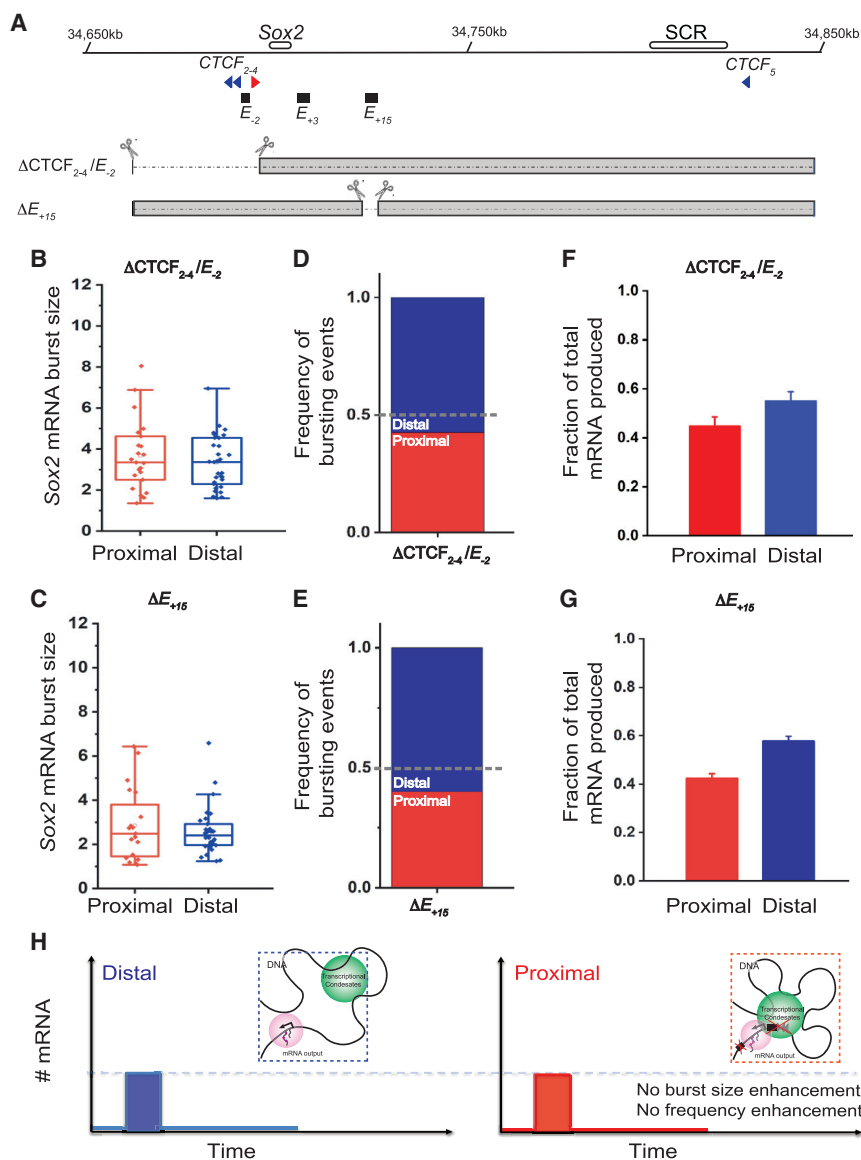 A
34,650kb
Sox2
34,750kb
SCR
34,850kb
CTCF2-4
CTCF5
E-2
E+3
E+15
ΔCTCF2-4/E-2
ΔE+15
B
ΔCTCF2-4/E-2
Sox2 mRNA burst size
12
10
8
6
4
2
0
Proximal
Distal
D
Frequency of
bursting events
1.0
0.5
0.0
Distal
Proximal
ΔCTCF2-4/E-2
F
ΔCTCF2-4/E-2
Fraction of total
mRNA produced
1.0
0.8
0.6
0.4
0.2
0.0
Proximal
Distal
C
ΔE+15
Sox2 mRNA burst size
12
10
8
6
4
2
0
Proximal
Distal
E
Frequency of
bursting events
1.0
0.5
0.0
Distal
Proximal
ΔE+15
G
ΔE+15
Fraction of total
mRNA produced
1.0
0.8
0.6
0.4
0.2
0.0
Proximal
Distal
H
# mRNA
Distal
DNA
Transcriptional
Condesates
mRNA output
Time
Proximal
DNA
Transcriptional
Condesates
mRNA output
No burst size enhancement
No frequency enhancement
Time